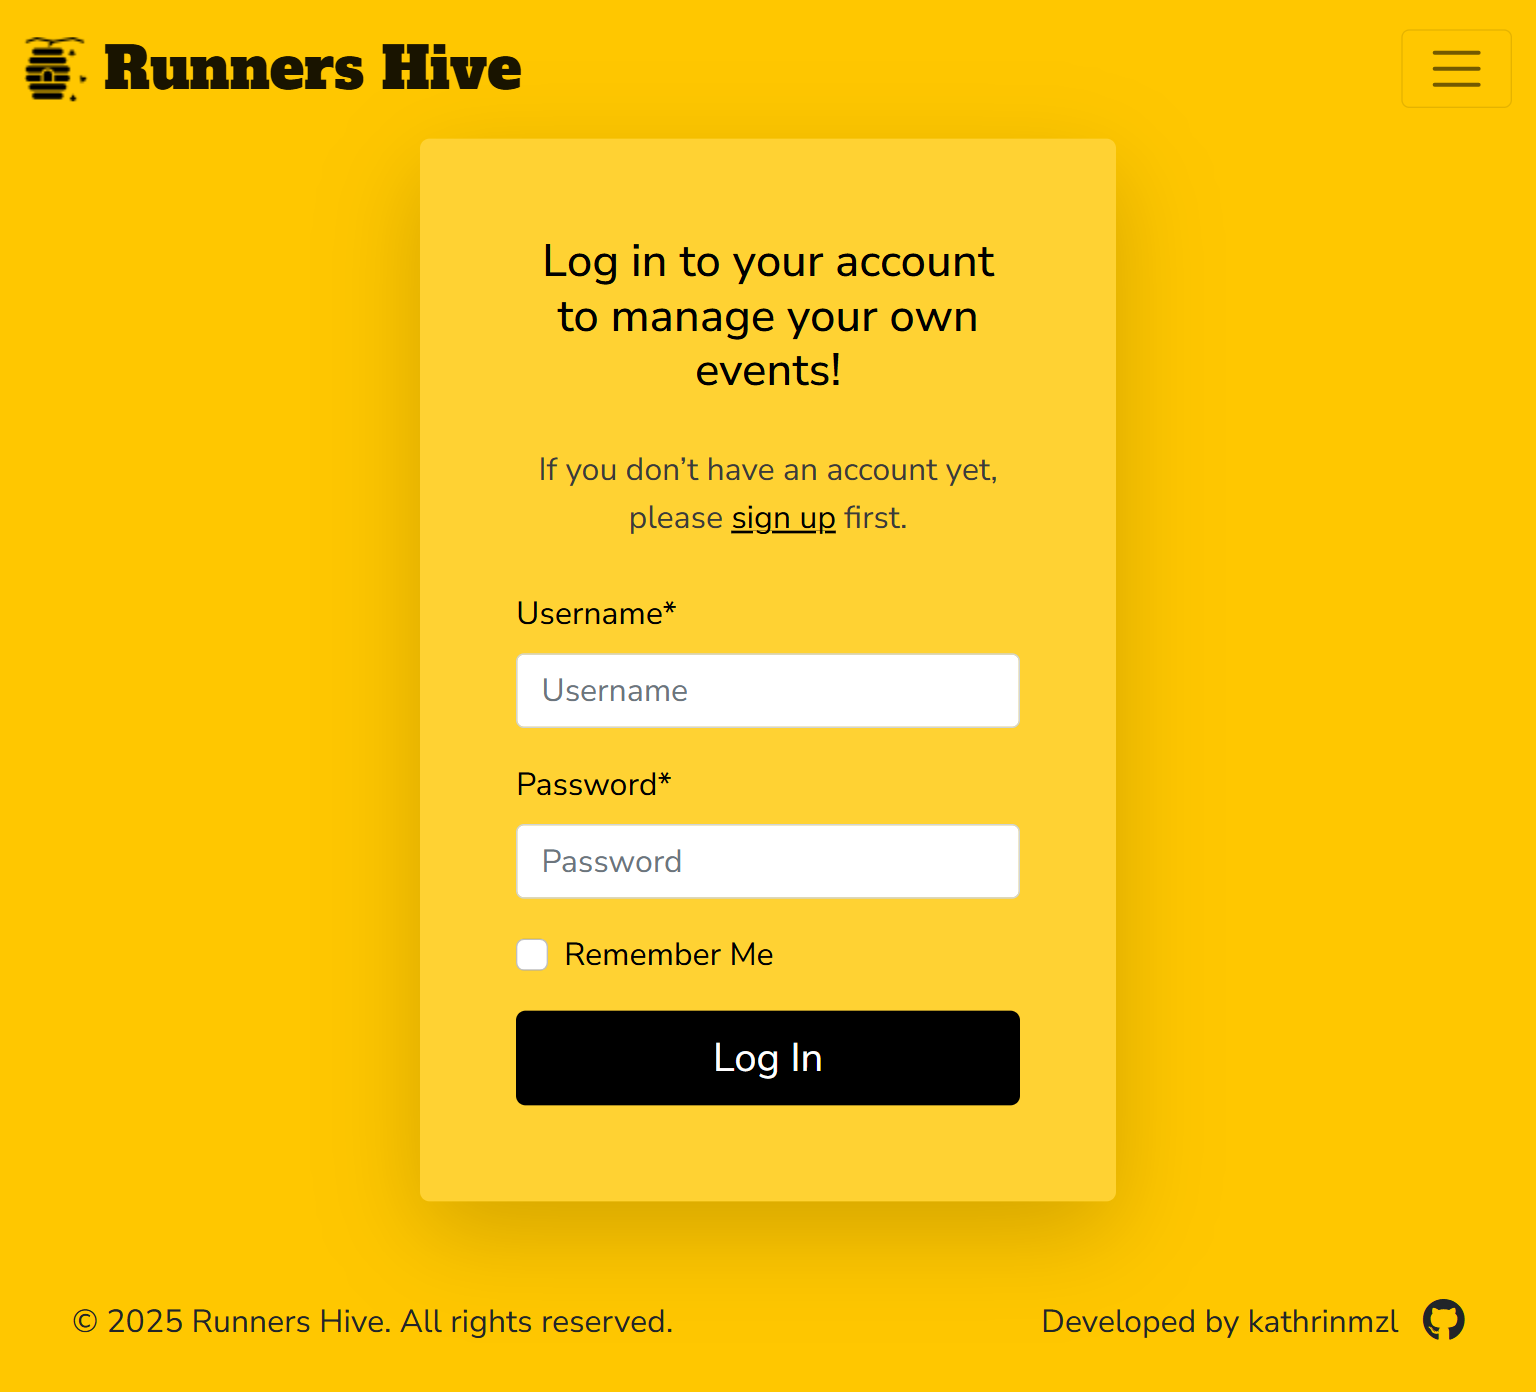 Runners Hive
Log in to your account
to manage your own
events!
If you don’t have an account yet,
please sign up first.
Username*
Username
Password*
Password
Remember Me
Log In
© 2025 Runners Hive. All rights reserved.
Developed by kathrinmzl